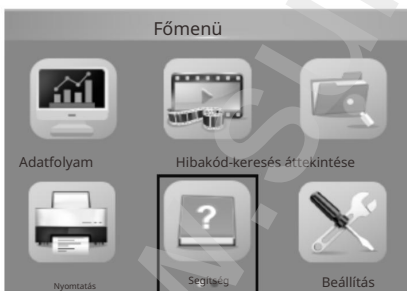 Főmenü
Adatfolyam
Hibakód-keresés áttekintése
Nyomtatás
Segítség
Beállítás